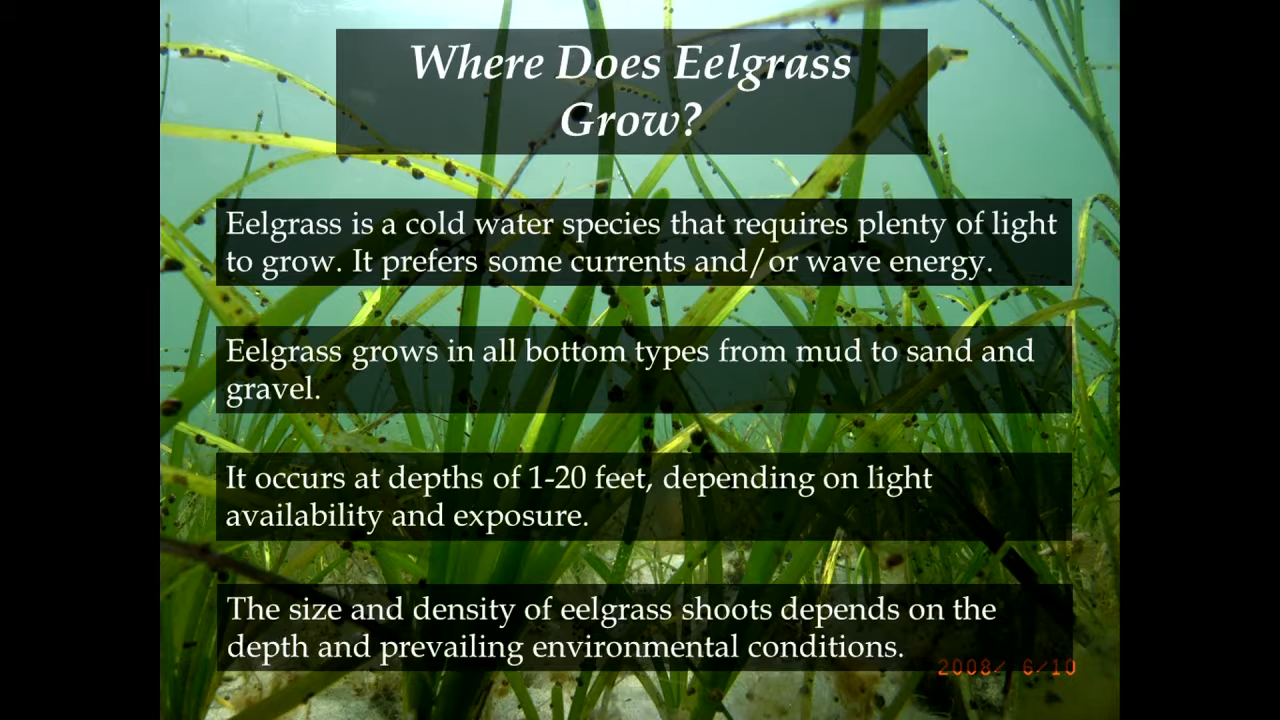 Where Does Eelgrass
Grow?
Eelgrass is a cold water species that requires plenty of light
to grow. It prefers some currents and/or wave energy.
Eelgrass grows in all bottom types from mud to sand and
gravel.
It occurs at depths of 1-20 feet, depending on light
availability and exposure.
The size and density of eelgrass shoots depends on the
depth and prevailing environmental conditions.
2008/ 6/10